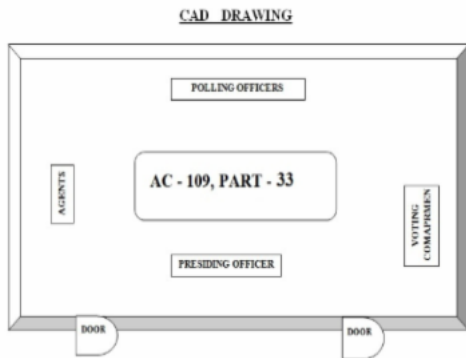 CAD DRAWING
POLLING OFFICERS
AGENTS
AC - 109, PART - 33
VOTING
COMAPRMEN
PRESIDING OFFICER
DOOR
DOOR